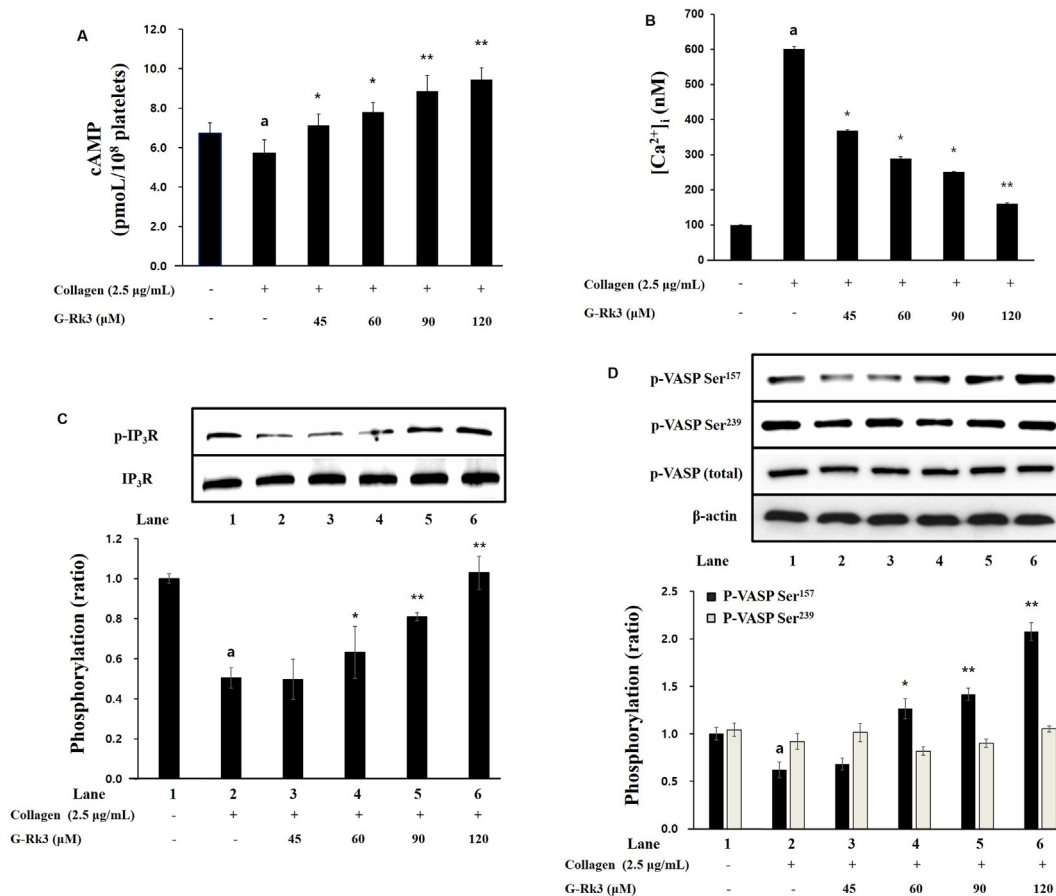 A
12.0
10.0
8.0
6.0
4.0
2.0
0.0
cAMP
(pmoL/10⁸ platelets)
a
*
*
**
**
Collagen (2.5 μg/mL) - + + + + +
G-Rk3 (μM) - - 45 60 90 120
B
700
600
500
400
300
200
100
[Ca²⁺]ᵢ (nM)
a
*
*
*
**
Collagen (2.5 μg/mL) - + + + + +
G-Rk3 (μM) - - 45 60 90 120
C
p-IP₃R
IP₃R
Lane 1 2 3 4 5 6
1.2
1.0
0.8
0.6
0.4
0.2
0.0
Phosphorylation (ratio)
a
*
**
**
Lane 1 2 3 4 5 6
Collagen (2.5 μg/mL) - + + + + +
G-Rk3 (μM) - - 45 60 90 120
D
p-VASP Ser¹⁵⁷
p-VASP Ser²³⁹
p-VASP (total)
β-actin
Lane 1 2 3 4 5 6
2.5
2.0
1.5
1.0
0.5
0.0
Phosphorylation (ratio)
P-VASP Ser¹⁵⁷
P-VASP Ser²³⁹
a
*
**
**
Lane 1 2 3 4 5 6
Collagen (2.5 μg/mL) - + + + + +
G-Rk3 (μM) - - 45 60 90 120